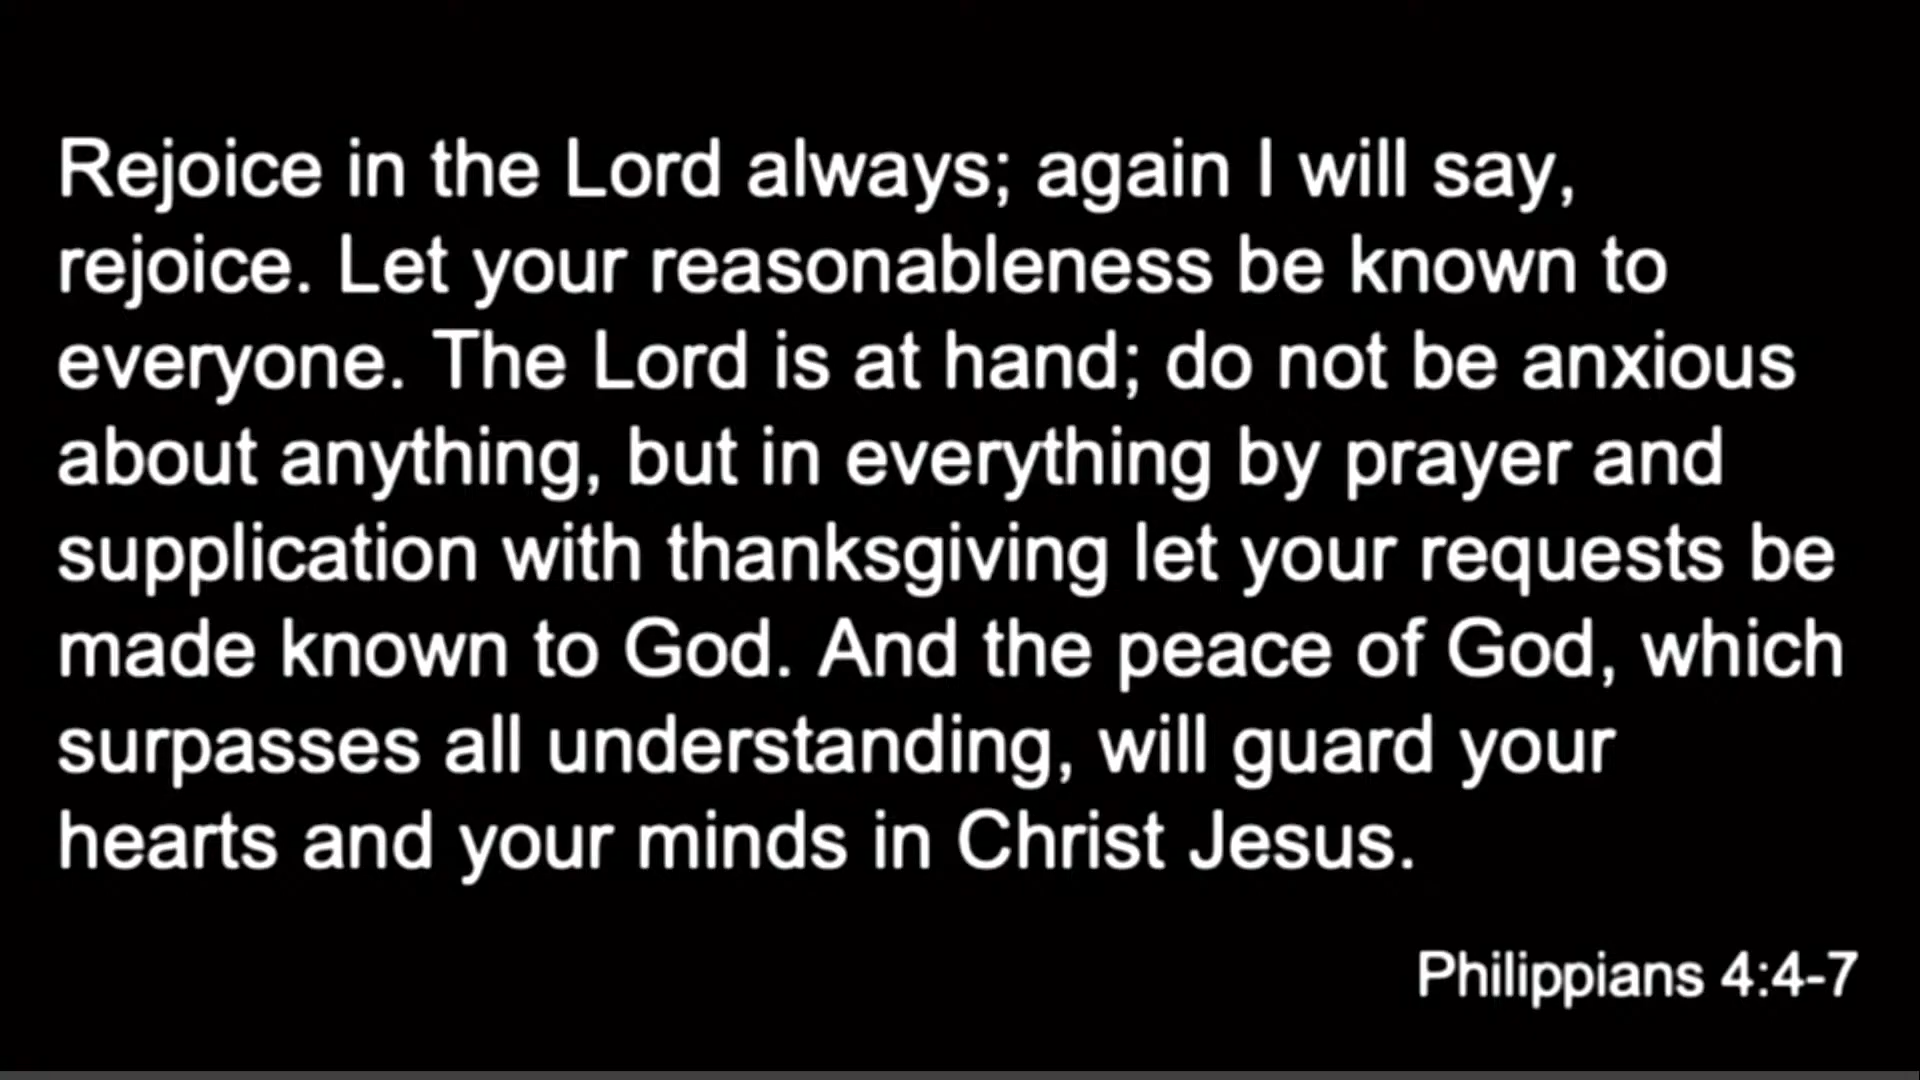 Rejoice in the Lord always; again I will say,
rejoice. Let your reasonableness be known to
everyone. The Lord is at hand; do not be anxious
about anything, but in everything by prayer and
supplication with thanksgiving let your requests be
made known to God. And the peace of God, which
surpasses all understanding, will guard your
hearts and your minds in Christ Jesus.
Philippians 4:4-7